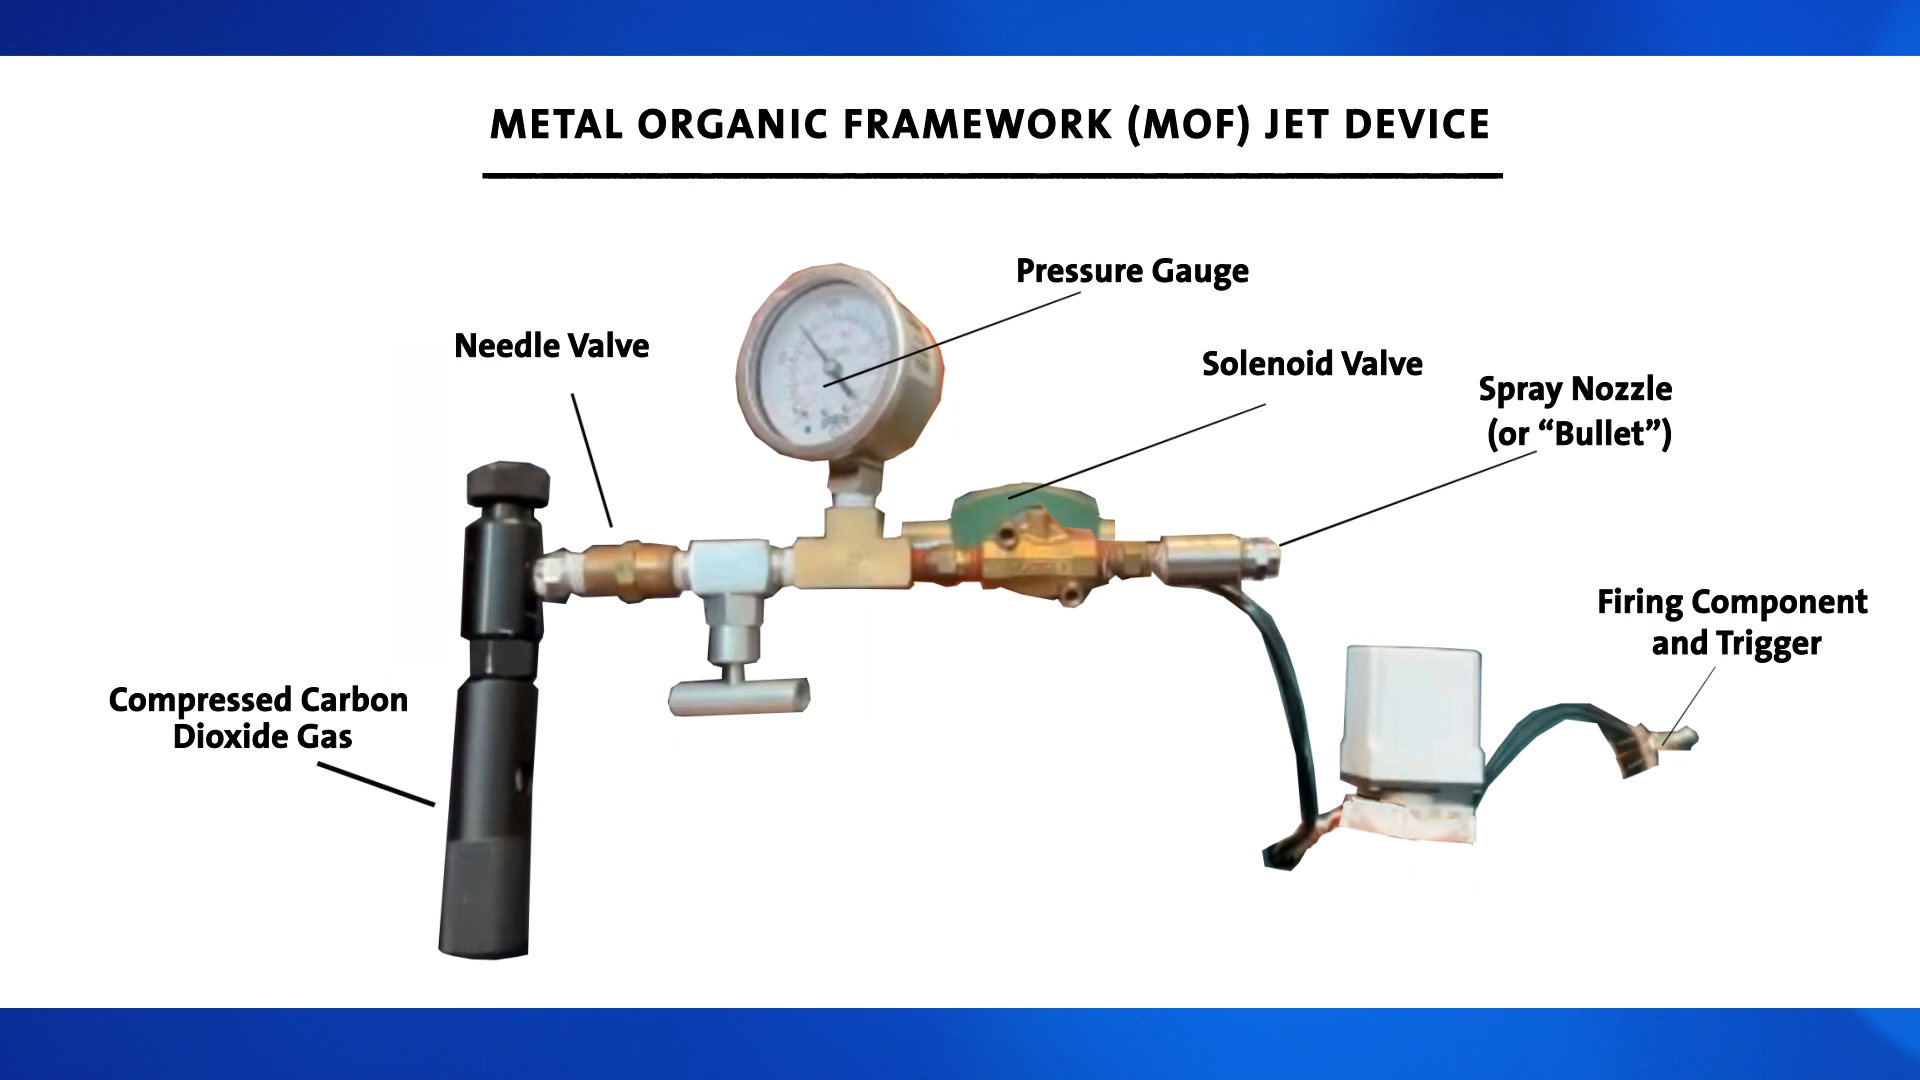 METAL ORGANIC FRAMEWORK (MOF) JET DEVICE
Pressure Gauge
Needle Valve
Solenoid Valve
Spray Nozzle
(or “Bullet”)
Firing Component
and Trigger
Compressed Carbon
Dioxide Gas